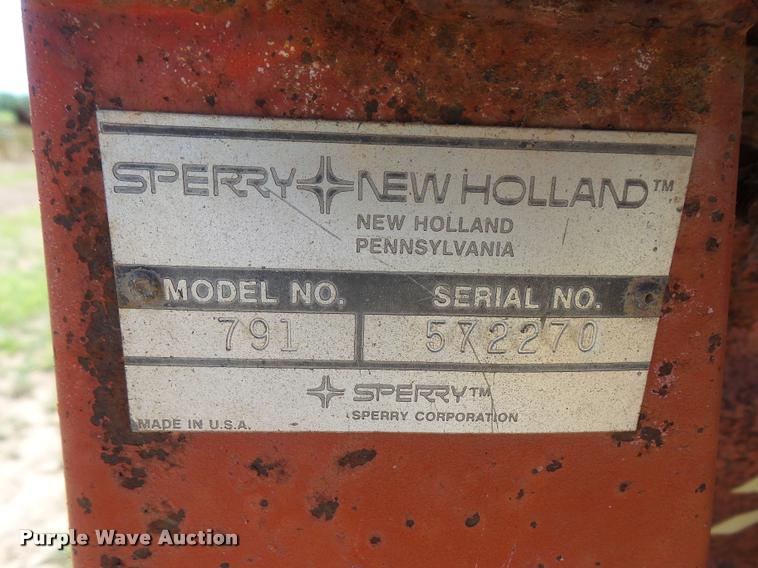 SPERRY NEW HOLLAND™
NEW HOLLAND
PENNSYLVANIA
MODEL NO. SERIAL NO.
791 572270
SPERRY™
SPERRY CORPORATION
MADE IN U.S.A.
Purple Wave Auction